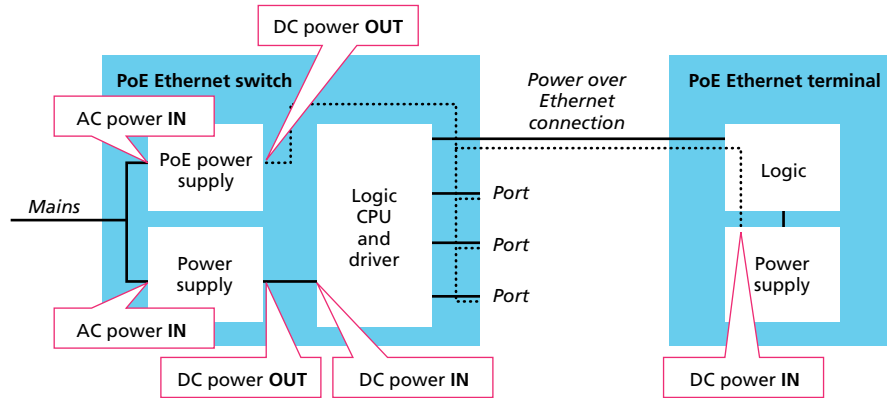 DC power OUT
PoE Ethernet switch
Power over
Ethernet
connection
PoE Ethernet terminal
AC power IN
PoE power
supply
Logic
Mains
Logic
CPU
and
driver
Port
Port
Port
Power
supply
Power
supply
AC power IN
DC power OUT
DC power IN
DC power IN